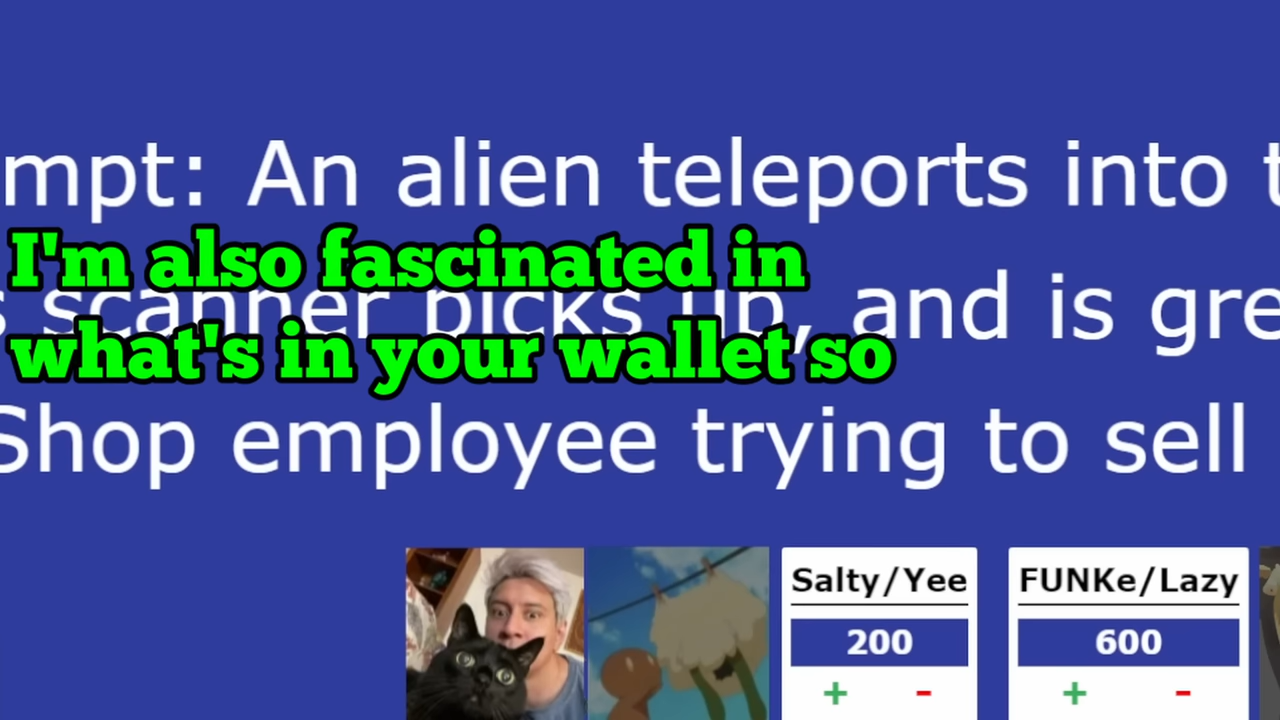 mpt: An alien teleports into t
I'm also fascinated in
s scanner picks up, and is gre
what's in your wallet so
Shop employee trying to sell
Salty/Yee
FUNKe/Lazy
200
600
+ -
+ -